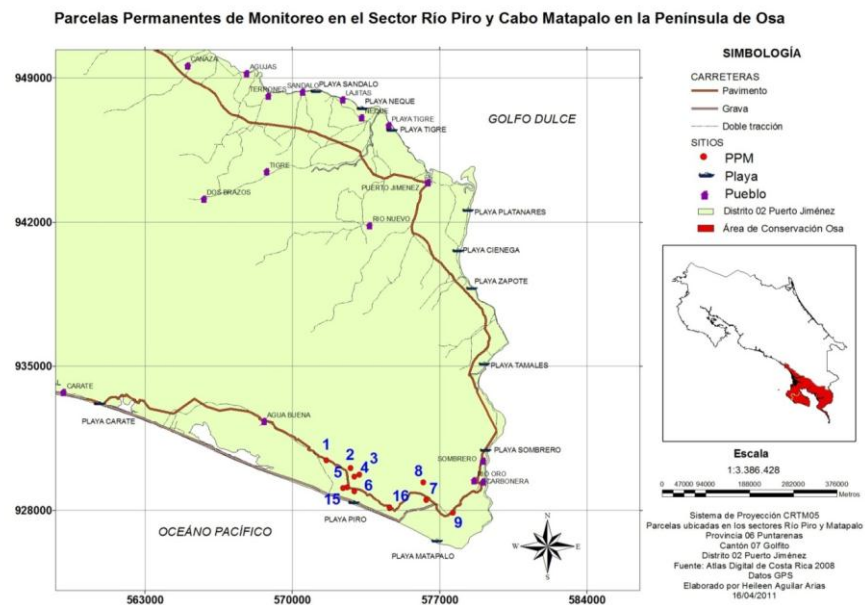 Parcelas Permanentes de Monitoreo en el Sector Río Piro y Cabo Matapalo en la Península de Osa
949000
942000
935000
928000
563000
570000
577000
584000
CAÑAZA
AGUJAS
TERRONES
SANDALO
PLAYA SANDALO
LAJITAS
PLAYA NEQUE
NEQUE
PLAYA TIGRE
PLAYA TIGRE
GOLFO DULCE
TIGRE
DOS BRAZOS
PUERTO JIMENEZ
RIO NUEVO
PLAYA PLATANARES
PLAYA CIENEGA
PLAYA ZAPOTE
PLAYA TAMALES
CARATE
PLAYA CARATE
AGUA BUENA
PLAYA SOMBRERO
SOMBRERO
RIO ORO
CARBONERA
1
2
3
4
5
6
8
7
15
16
9
PLAYA PIRO
PLAYA MATAPALO
OCEÁNO PACÍFICO
N
W
E
S
SIMBOLOGÍA
CARRETERAS
Pavimento
Grava
Doble tracción
SITIOS
PPM
Playa
Pueblo
Distrito 02 Puerto Jiménez
Área de Conservación Osa
Escala
1:3.386.428
0 47000 94000 188000 282000 376000
Metros
Sistema de Proyección CRTM05
Parcelas ubicadas en los sectores Río Piro y Matapalo
Provincia 06 Puntarenas
Cantón 07 Golfito
Distrito 02 Puerto Jiménez
Fuente: Atlas Digital de Costa Rica 2008
Datos GPS
Elaborado por Heileen Aguilar Arias
16/04/2011